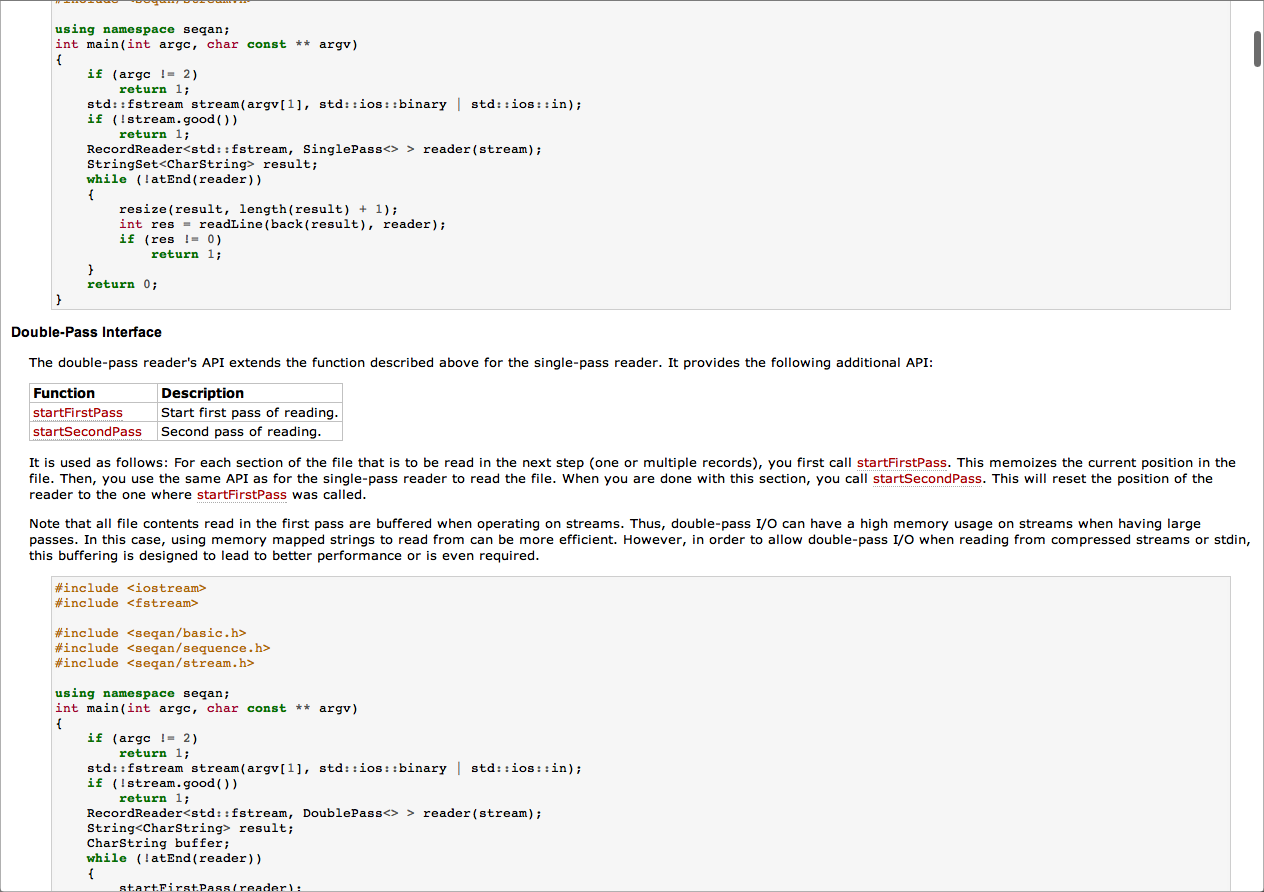 #include <seqan/stream.h>
using namespace seqan;
int main(int argc, char const ** argv)
{
    if (argc != 2)
        return 1;
    std::fstream stream(argv[1], std::ios::binary | std::ios::in);
    if (!stream.good())
        return 1;
    RecordReader<std::fstream, SinglePass<> > reader(stream);
    StringSet<CharString> result;
    while (!atEnd(reader))
    {
        resize(result, length(result) + 1);
        int res = readLine(back(result), reader);
        if (res != 0)
            return 1;
    }
    return 0;
}
Double-Pass Interface
The double-pass reader's API extends the function described above for the single-pass reader. It provides the following additional API:
Function Description
startFirstPass Start first pass of reading.
startSecondPass Second pass of reading.
It is used as follows: For each section of the file that is to be read in the next step (one or multiple records), you first call startFirstPass. This memoizes the current position in the
file. Then, you use the same API as for the single-pass reader to read the file. When you are done with this section, you call startSecondPass. This will reset the position of the
reader to the one where startFirstPass was called.
Note that all file contents read in the first pass are buffered when operating on streams. Thus, double-pass I/O can have a high memory usage on streams when having large
passes. In this case, using memory mapped strings to read from can be more efficient. However, in order to allow double-pass I/O when reading from compressed streams or stdin,
this buffering is designed to lead to better performance or is even required.
#include <iostream>
#include <fstream>
#include <seqan/basic.h>
#include <seqan/sequence.h>
#include <seqan/stream.h>
using namespace seqan;
int main(int argc, char const ** argv)
{
    if (argc != 2)
        return 1;
    std::fstream stream(argv[1], std::ios::binary | std::ios::in);
    if (!stream.good())
        return 1;
    RecordReader<std::fstream, DoublePass<> > reader(stream);
    String<CharString> result;
    CharString buffer;
    while (!atEnd(reader))
    {
        startFirstPass(reader);